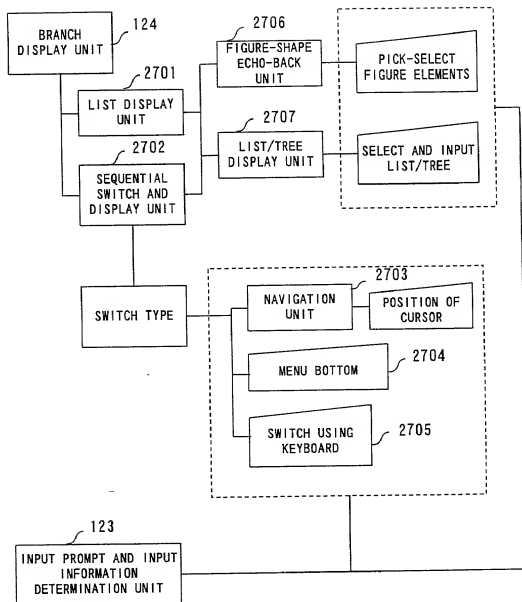 BRANCH
DISPLAY UNIT
124
2701
LIST DISPLAY
UNIT
2702
SEQUENTIAL
SWITCH AND
DISPLAY UNIT
2706
FIGURE-SHAPE
ECHO-BACK
UNIT
2707
LIST/TREE
DISPLAY UNIT
PICK-SELECT
FIGURE ELEMENTS
SELECT AND INPUT
LIST/TREE
SWITCH TYPE
2703
NAVIGATION
UNIT
POSITION OF
CURSOR
MENU BOTTOM
2704
SWITCH USING
KEYBOARD
2705
123
INPUT PROMPT AND INPUT
INFORMATION
DETERMINATION UNIT